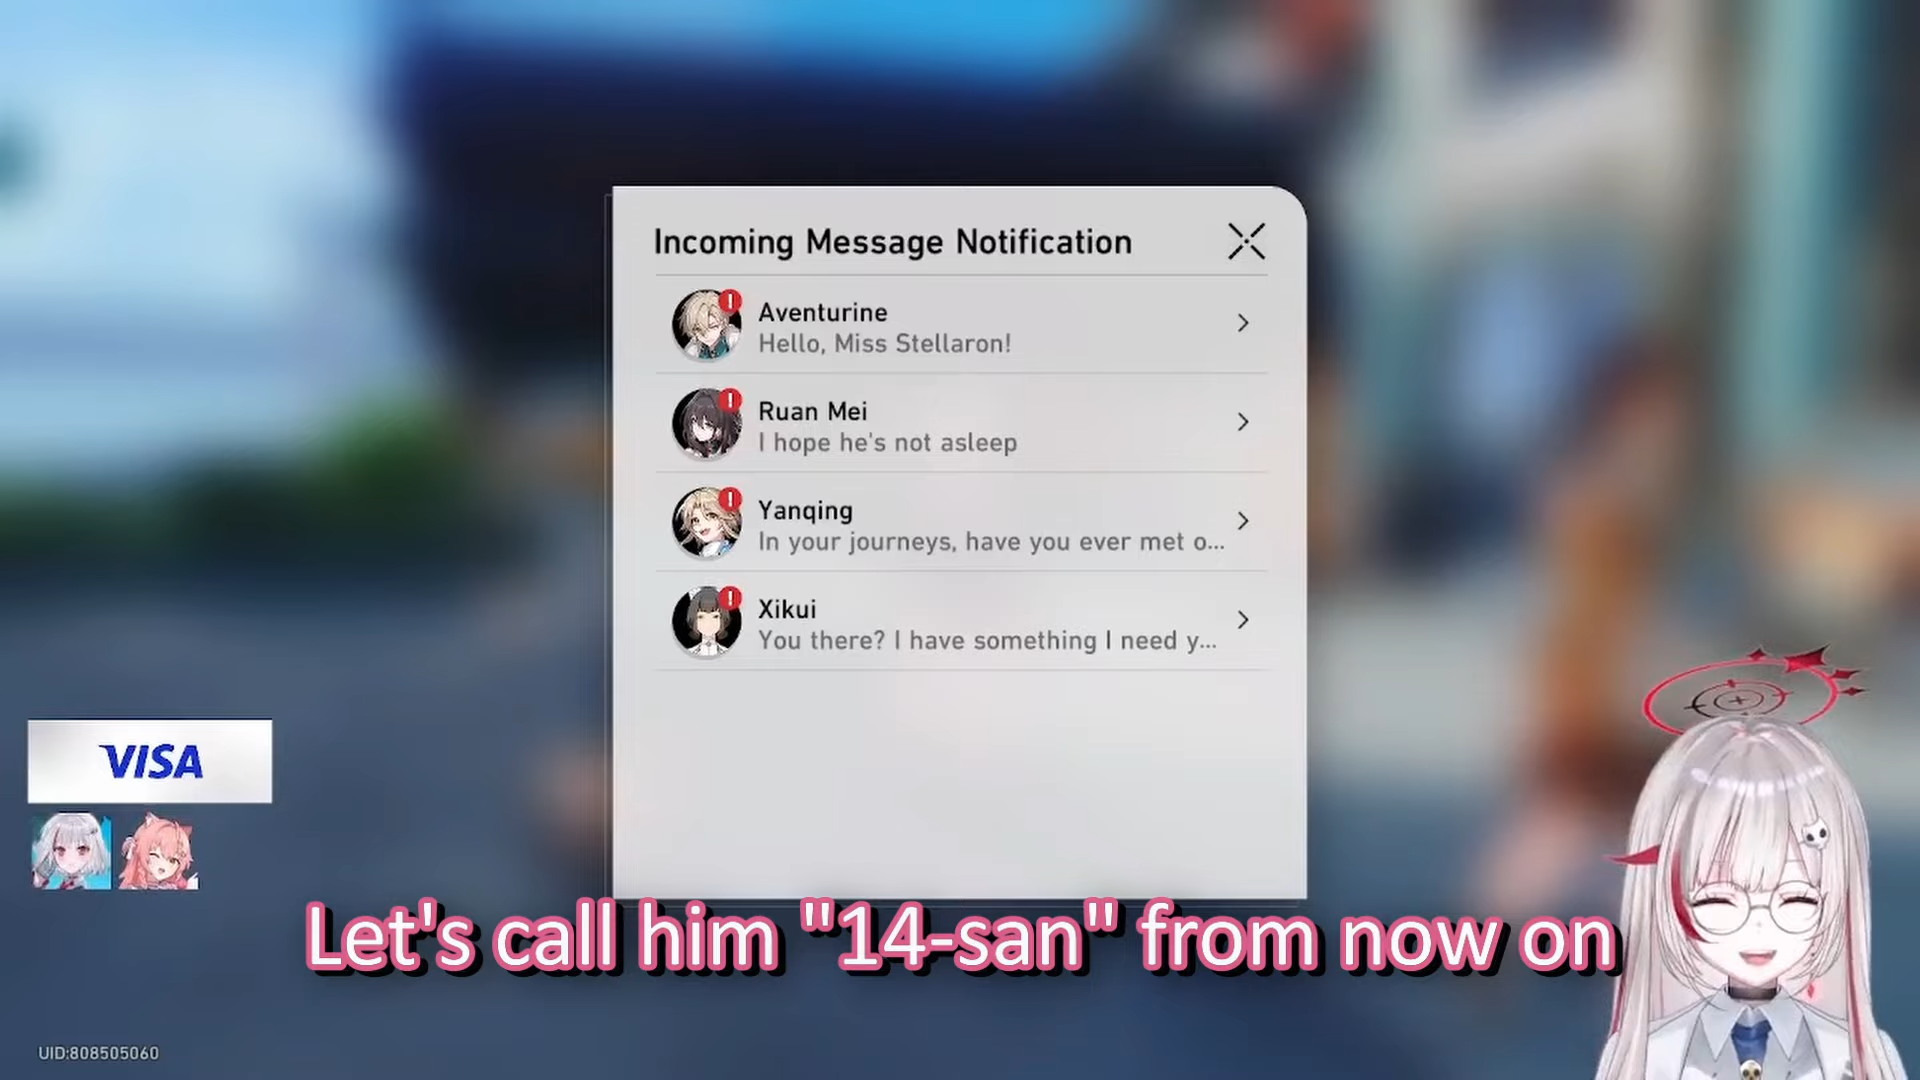 Incoming Message Notification
Aventurine
Hello, Miss Stellaron!
Ruan Mei
I hope he's not asleep
Yanqing
In your journeys, have you ever met o...
Xikui
You there? I have something I need y...
VISA
Let's call him "14-san" from now on
UID:808505060